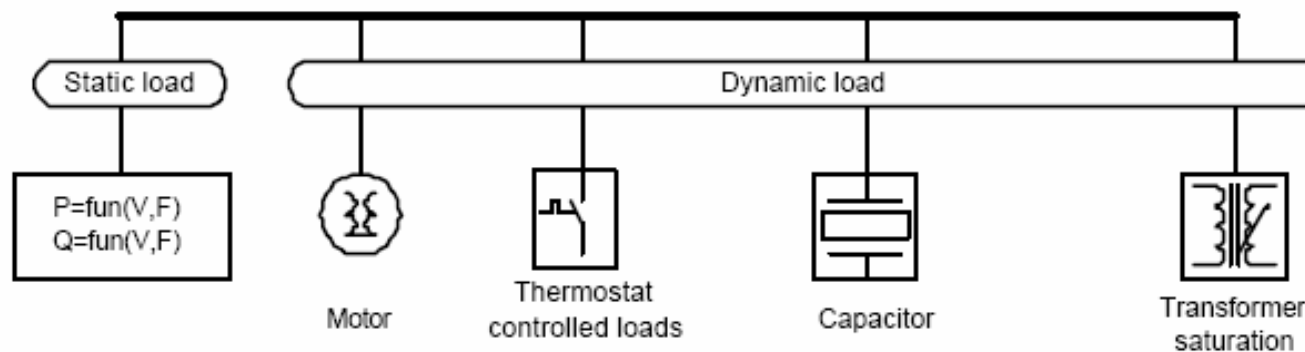 Static load
Dynamic load
P=fun(V,F)
Q=fun(V,F)
Motor
Thermostat
controlled loads
Capacitor
Transformer
saturation